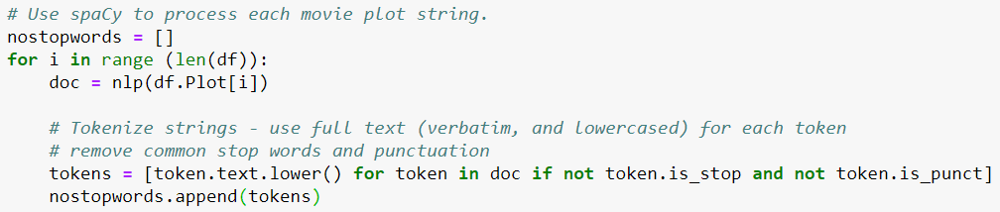 # Use spaCy to process each movie plot string.
nostopwords = []
for i in range (len(df)):
    doc = nlp(df.Plot[i])

    # Tokenize strings - use full text (verbatim, and lowercased) for each token
    # remove common stop words and punctuation
    tokens = [token.text.lower() for token in doc if not token.is_stop and not token.is_punct]
    nostopwords.append(tokens)